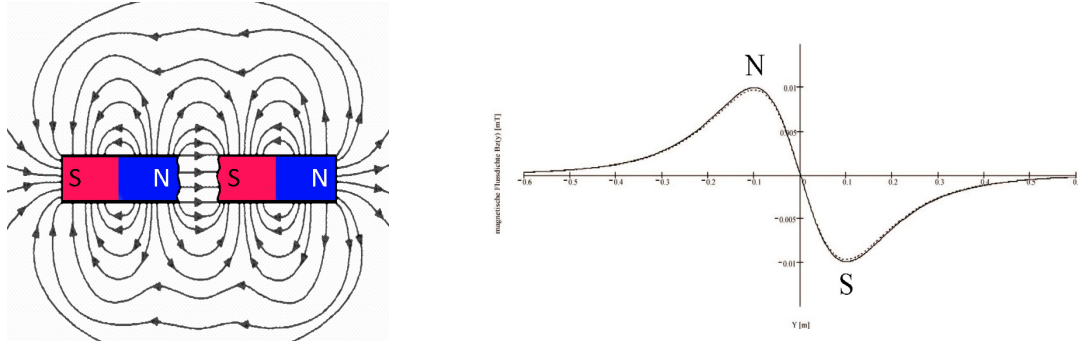 S N S N
N
S
magnetische Flussdichte Bz(y) [mT]
0.01
0.005
−0.005
−0.01
−0.6 −0.5 −0.4 −0.3 −0.2 −0.1 0 0.1 0.2 0.3 0.4 0.5
Y [m]